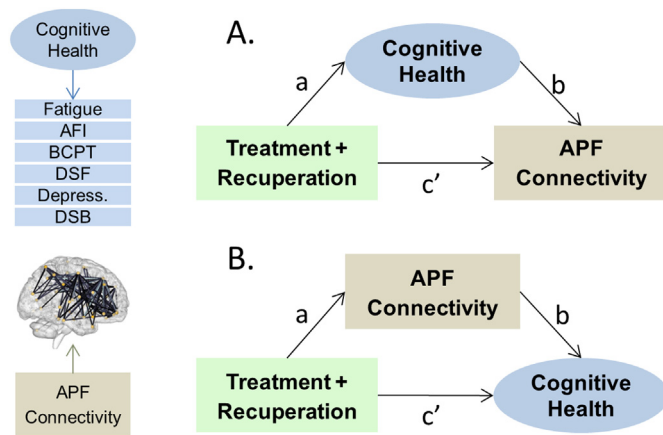 Cognitive
Health
Fatigue
AFI
BCPT
DSF
Depress.
DSB
APF
Connectivity
A.
Cognitive
Health
a
b
Treatment +
Recuperation
c’
APF
Connectivity
B.
APF
Connectivity
a
b
Treatment +
Recuperation
c’
Cognitive
Health